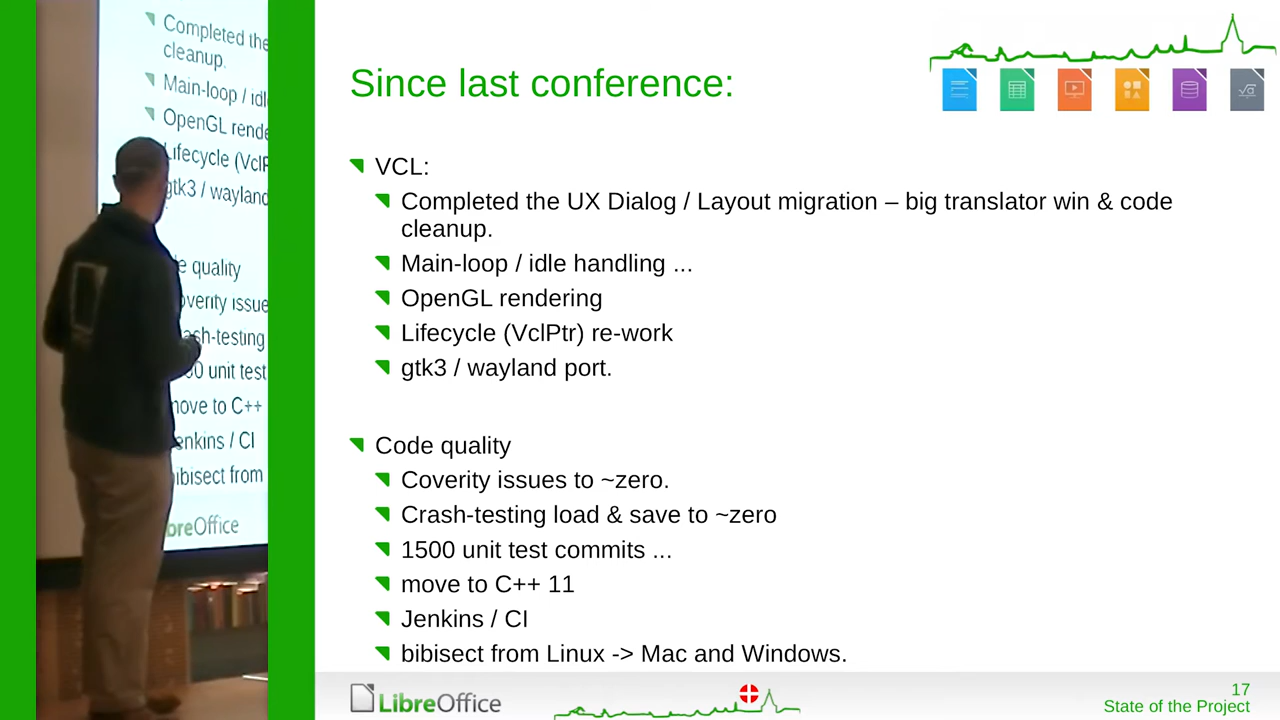 Completed the
cleanup.
Main-loop / idl
OpenGL rende
Lifecycle (VclP
gtk3 / wayland
e quality
overity issue
ash-testing
0 unit test
move to C++
enkins / CI
bibisect from
breOffice
Since last conference:
VCL:
Completed the UX Dialog / Layout migration – big translator win & code
cleanup.
Main-loop / idle handling ...
OpenGL rendering
Lifecycle (VclPtr) re-work
gtk3 / wayland port.
Code quality
Coverity issues to ~zero.
Crash-testing load & save to ~zero
1500 unit test commits ...
move to C++ 11
Jenkins / CI
bibisect from Linux -> Mac and Windows.
LibreOffice
17
State of the Project